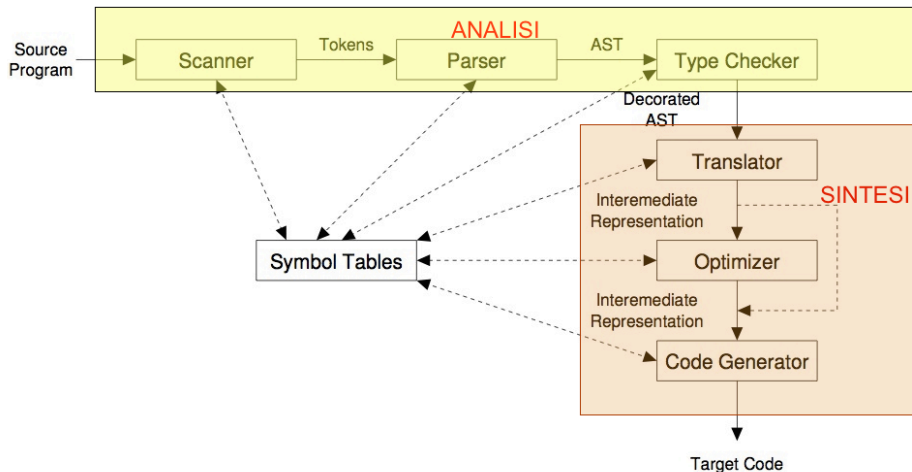 ANALISI
Source
Program
Scanner
Tokens
Parser
AST
Type Checker
Decorated
AST
Translator
SINTESI
Interemediate
Representation
Symbol Tables
Optimizer
Interemediate
Representation
Code Generator
Target Code